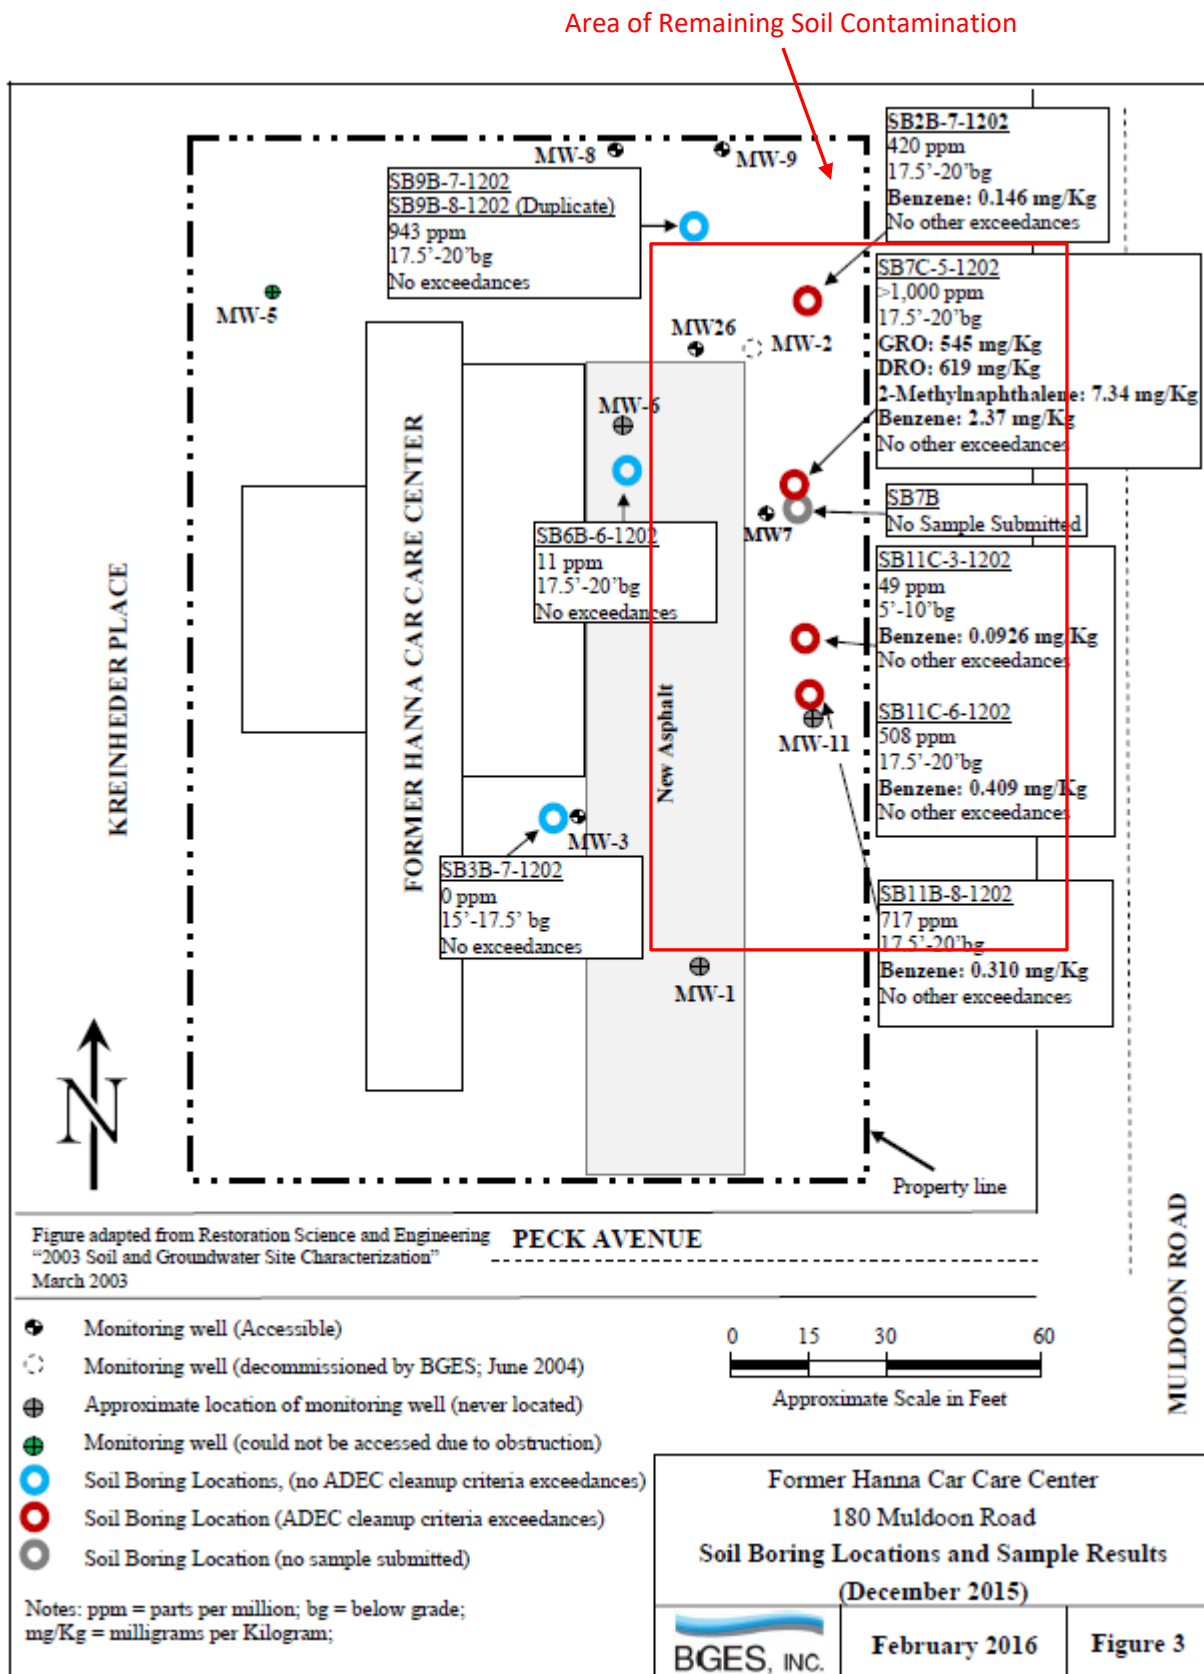 Area of Remaining Soil Contamination
MW-8
MW-9
SB2B-7-1202
420 ppm
17.5'-20'bg
Benzene: 0.146 mg/Kg
No other exceedances
SB9B-7-1202
SB9B-8-1202 (Duplicate)
943 ppm
17.5'-20'bg
No exceedances
SB7C-5-1202
>1,000 ppm
17.5'-20'bg
GRO: 545 mg/Kg
DRO: 619 mg/Kg
2-Methylnaphthalene: 7.34 mg/Kg
Benzene: 2.37 mg/Kg
No other exceedances
MW-5
MW26
MW-2
MW-6
SB7B
No Sample Submitted
MW7
SB6B-6-1202
11 ppm
17.5'-20'bg
No exceedances
SB11C-3-1202
49 ppm
5'-10'bg
Benzene: 0.0926 mg/Kg
No other exceedances
SB11C-6-1202
508 ppm
17.5'-20'bg
Benzene: 0.409 mg/Kg
No other exceedances
KREINHEDER PLACE
FORMER HANNA CAR CARE CENTER
New Asphalt
MW-11
MW-3
SB3B-7-1202
0 ppm
15'-17.5' bg
No exceedances
SB11B-8-1202
717 ppm
17.5'-20'bg
Benzene: 0.310 mg/Kg
No other exceedances
MW-1
N
Property line
MULDOON ROAD
Figure adapted from Restoration Science and Engineering
"2003 Soil and Groundwater Site Characterization"
March 2003
PECK AVENUE
Monitoring well (Accessible)
Monitoring well (decommissioned by BGES; June 2004)
Approximate location of monitoring well (never located)
Monitoring well (could not be accessed due to obstruction)
Soil Boring Locations, (no ADEC cleanup criteria exceedances)
Soil Boring Location (ADEC cleanup criteria exceedances)
Soil Boring Location (no sample submitted)
Notes: ppm = parts per million; bg = below grade;
mg/Kg = milligrams per Kilogram;
0 15 30 60
Approximate Scale in Feet
Former Hanna Car Care Center
180 Muldoon Road
Soil Boring Locations and Sample Results
(December 2015)
BGES, INC.
February 2016
Figure 3